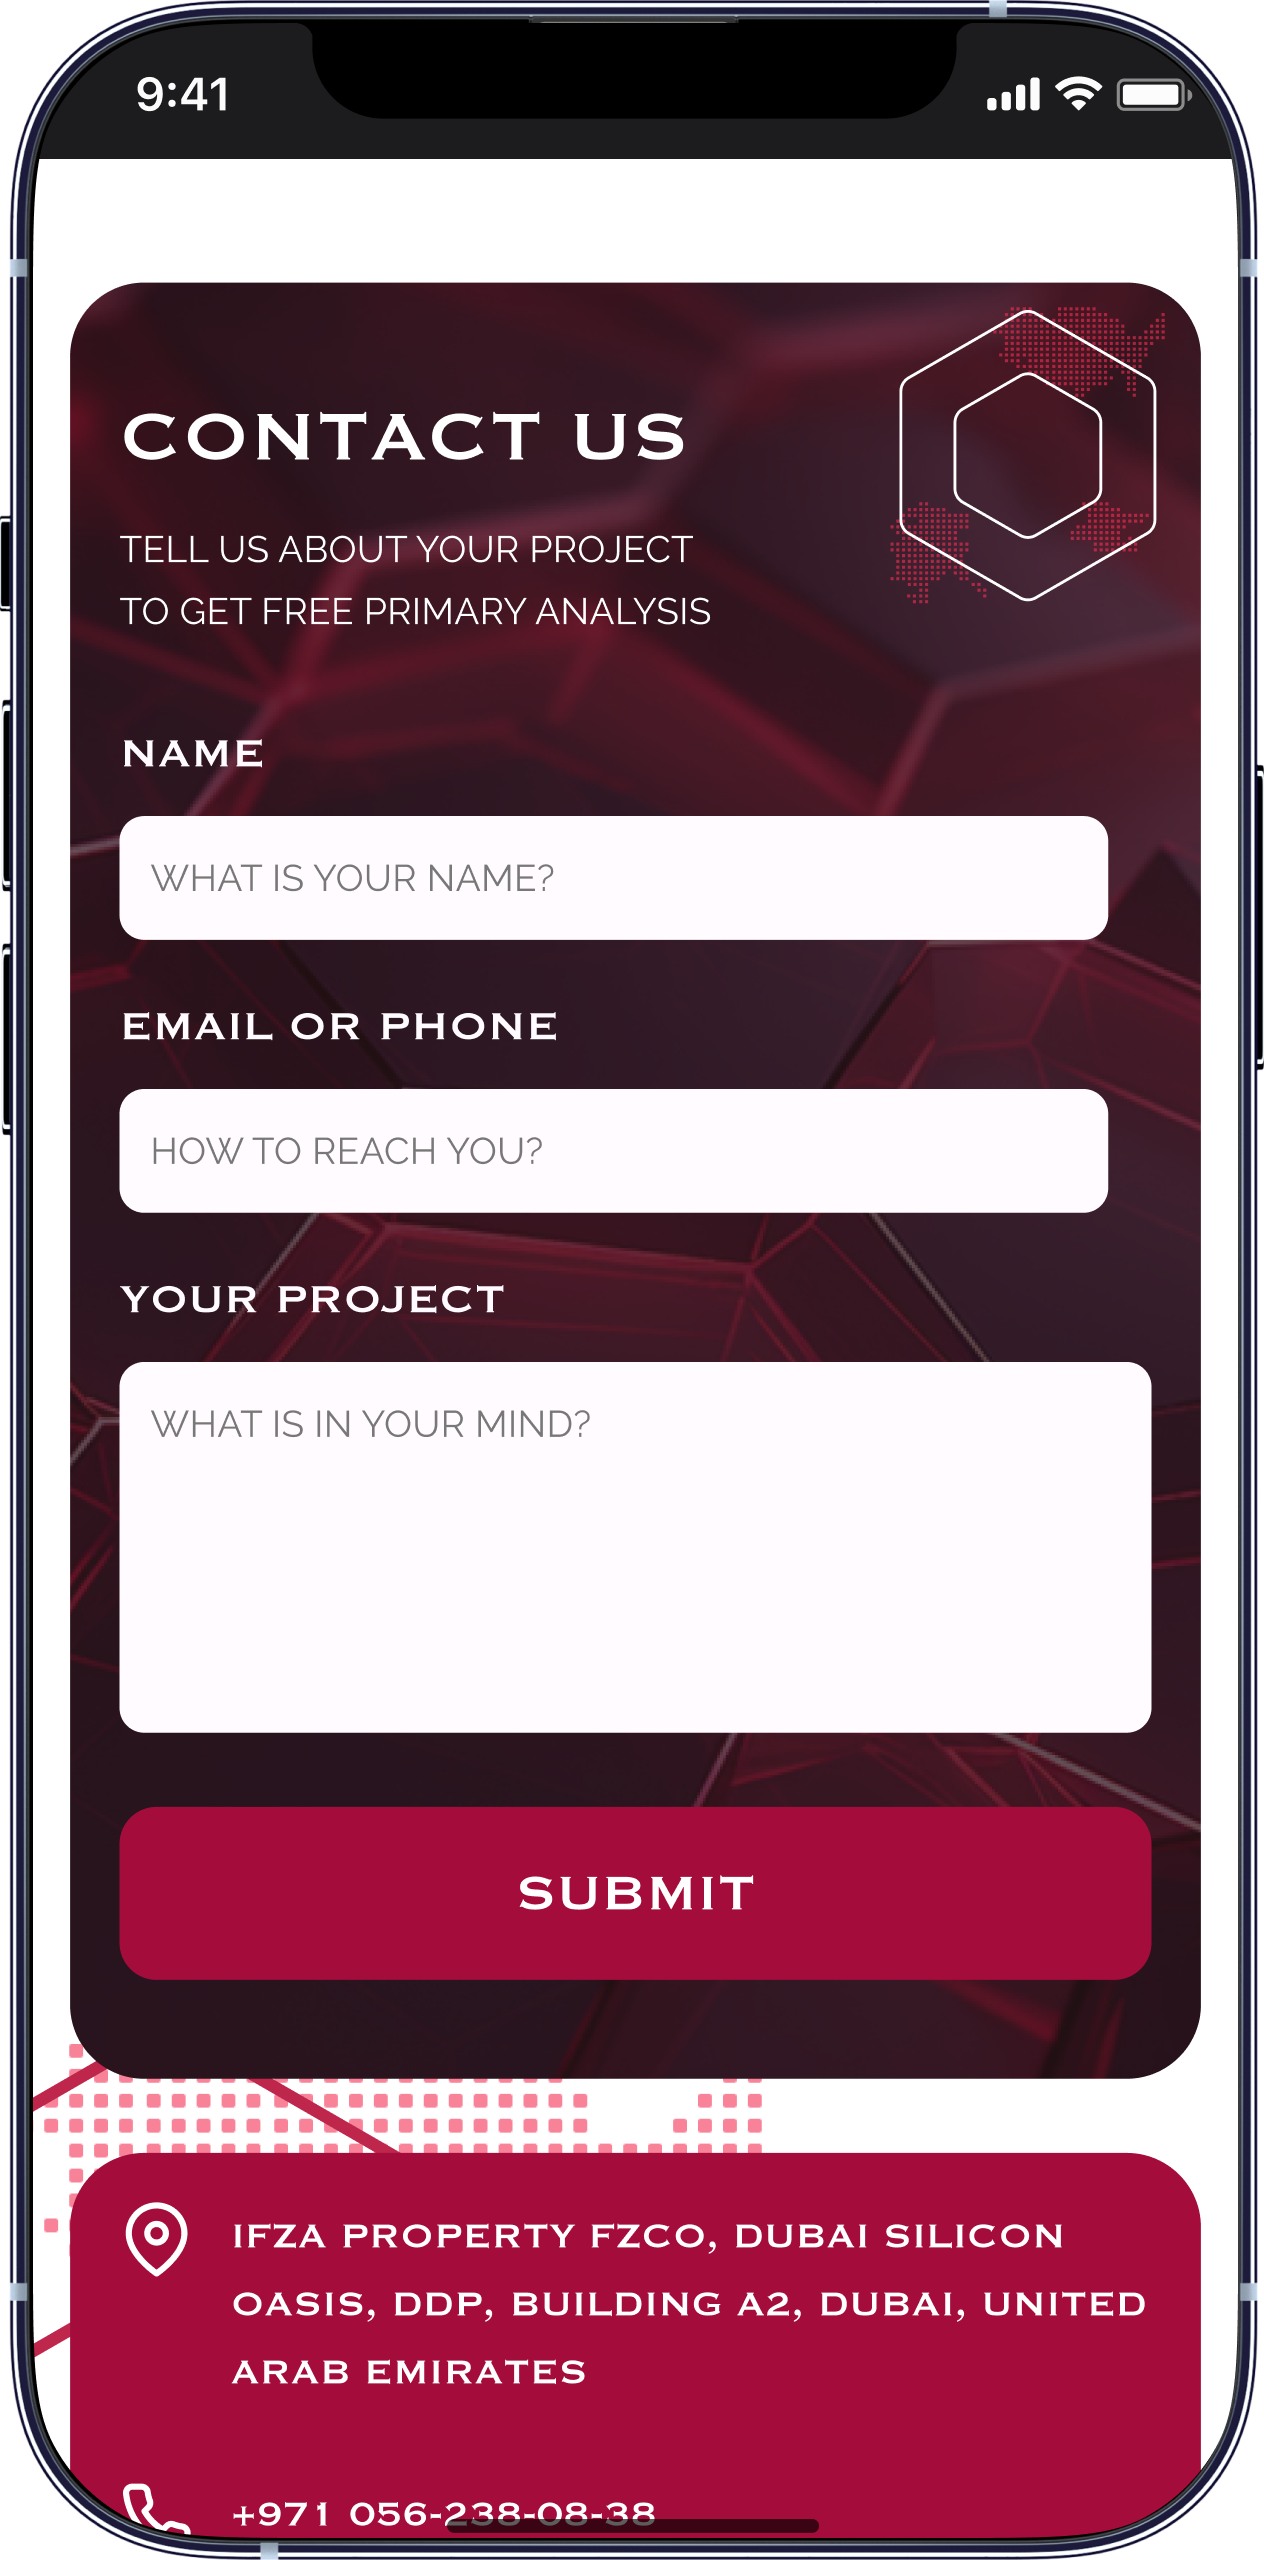 9:41
CONTACT US
TELL US ABOUT YOUR PROJECT
TO GET FREE PRIMARY ANALYSIS
NAME
WHAT IS YOUR NAME?
EMAIL OR PHONE
HOW TO REACH YOU?
YOUR PROJECT
WHAT IS IN YOUR MIND?
SUBMIT
IFZA PROPERTY FZCO, DUBAI SILICON
OASIS, DDP, BUILDING A2, DUBAI, UNITED
ARAB EMIRATES
+971 056-238-08-38